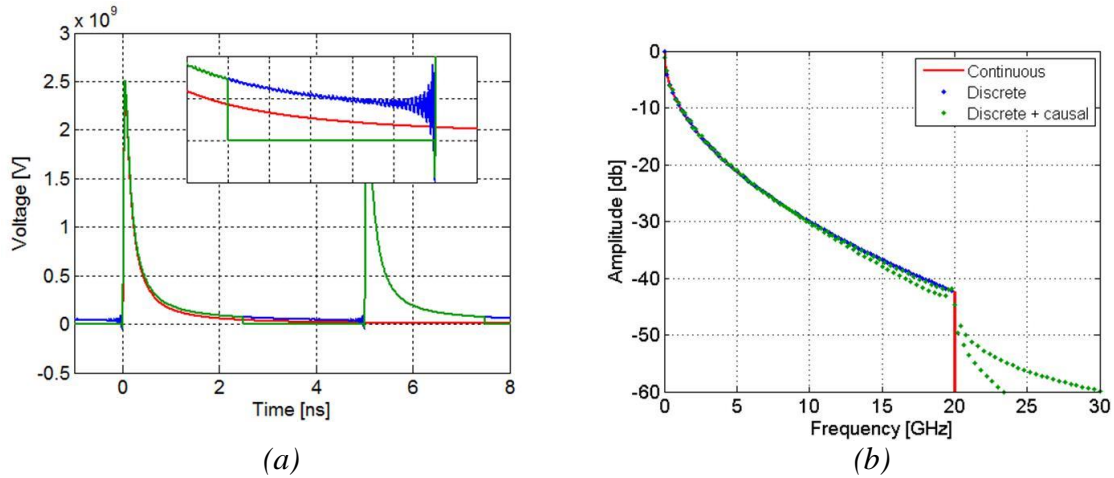 x 10^9
3
2.5
2
1.5
1
0.5
0
-0.5
0 2 4 6 8
Voltage [V]
Time [ns]
(a)
0
-10
-20
-30
-40
-50
-60
0 5 10 15 20 25 30
Amplitude [db]
Frequency [GHz]
Continuous
Discrete
Discrete + causal
(b)